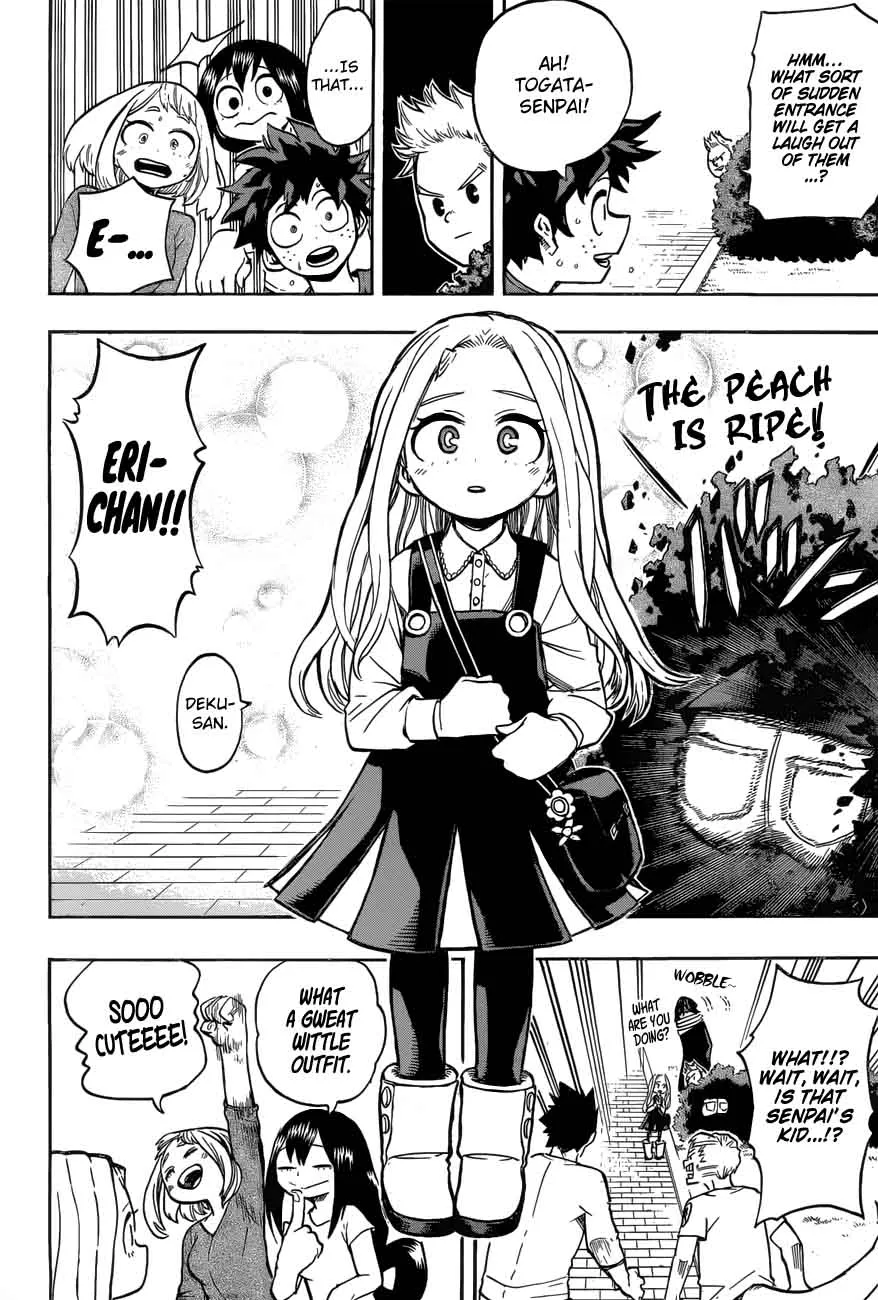 HMM...
WHAT SORT
OF SUDDEN
ENTRANCE
WILL GET A
LAUGH OUT
OF THEM
...?
AH!
TOGATA-
SENPAI!
...IS
THAT...
E-...
THE PEACH
IS RIPE!
ERI-
CHAN!!
DEKU-
SAN.
WHAT!!?
WAIT, WAIT,
IS THAT
SENPAI'S
KID...!?
WOBBLE~
WHAT
ARE YOU
DOING?
WHAT
A GWEAT
WITTLE
OUTFIT.
SOOO
CUTEEEE!